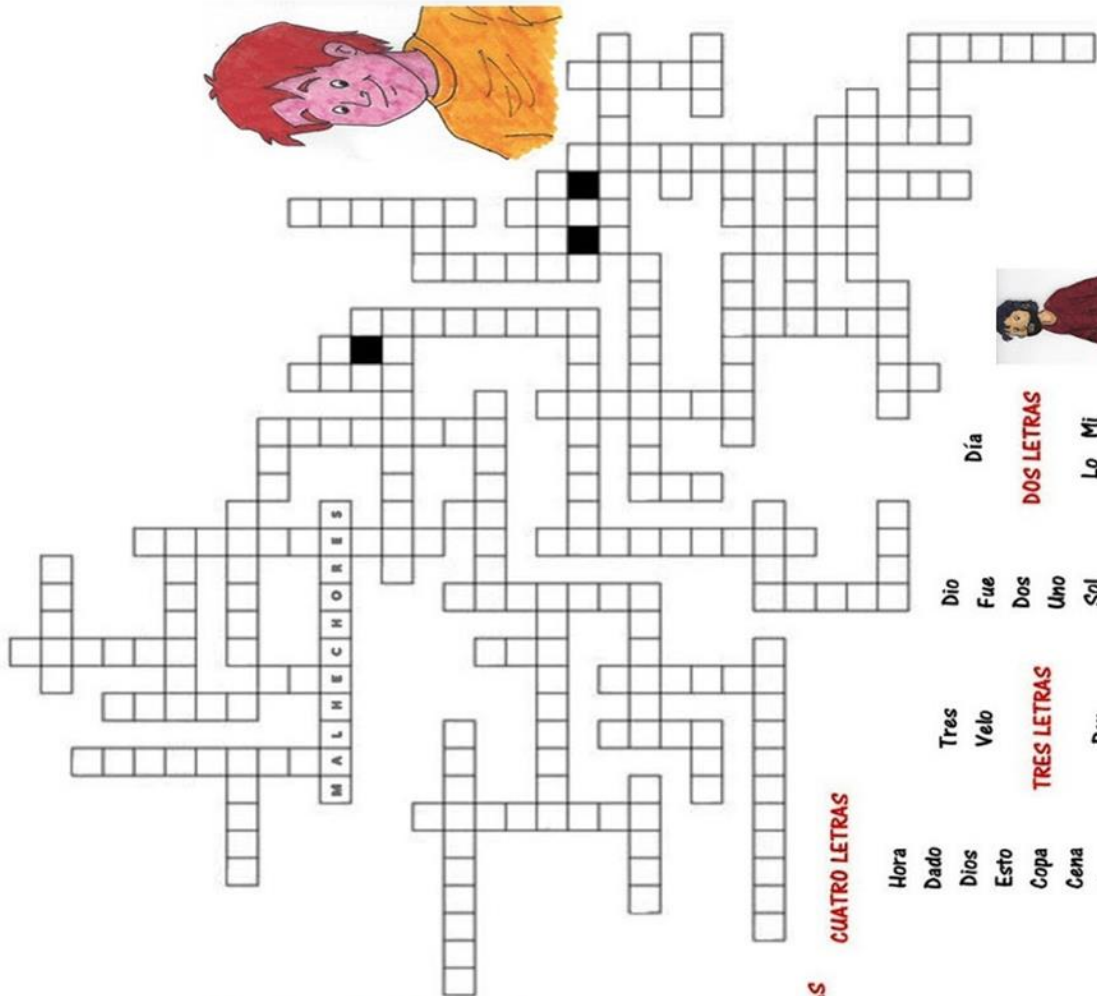 MALHECHORES
CUATRO LETRAS
Hora
Dado
Dios
Esto
Copa
Cena
Tres
Velo
TRES LETRAS
Dio
Fue
Dos
Uno
Sol
Día
DOS LETRAS
Lo Mi